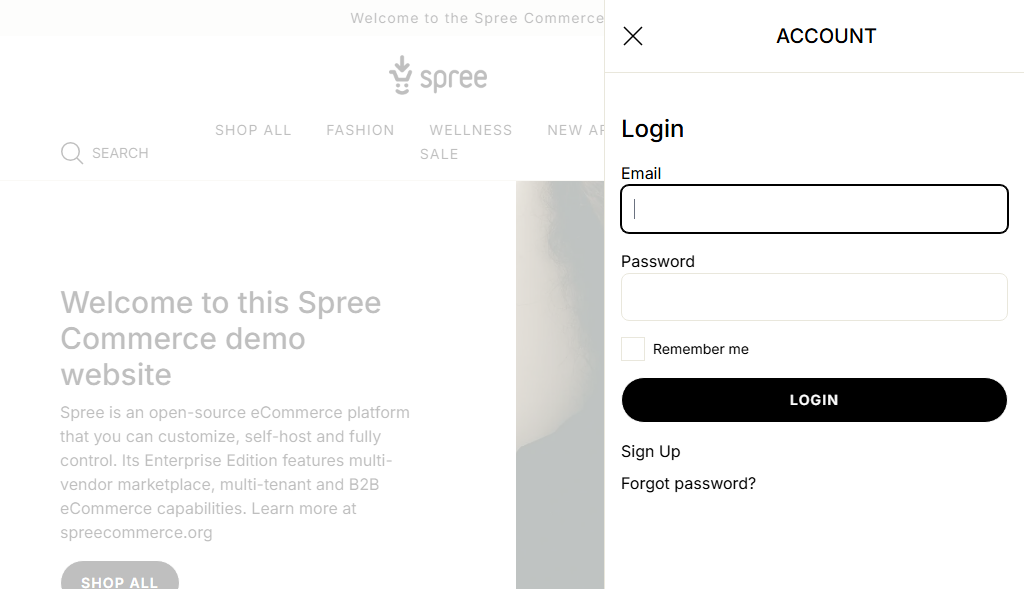 Welcome to the Spree Commerce
spree
SHOP ALL FASHION WELLNESS NEW
SALE
SEARCH
Welcome to this Spree
Commerce demo
website
Spree is an open-source eCommerce platform
that you can customize, self-host and fully
control. Its Enterprise Edition features multi-
vendor marketplace, multi-tenant and B2B
eCommerce capabilities. Learn more at
spreecommerce.org
SHOP ALL
ACCOUNT
Login
Email
Password
Remember me
LOGIN
Sign Up
Forgot password?